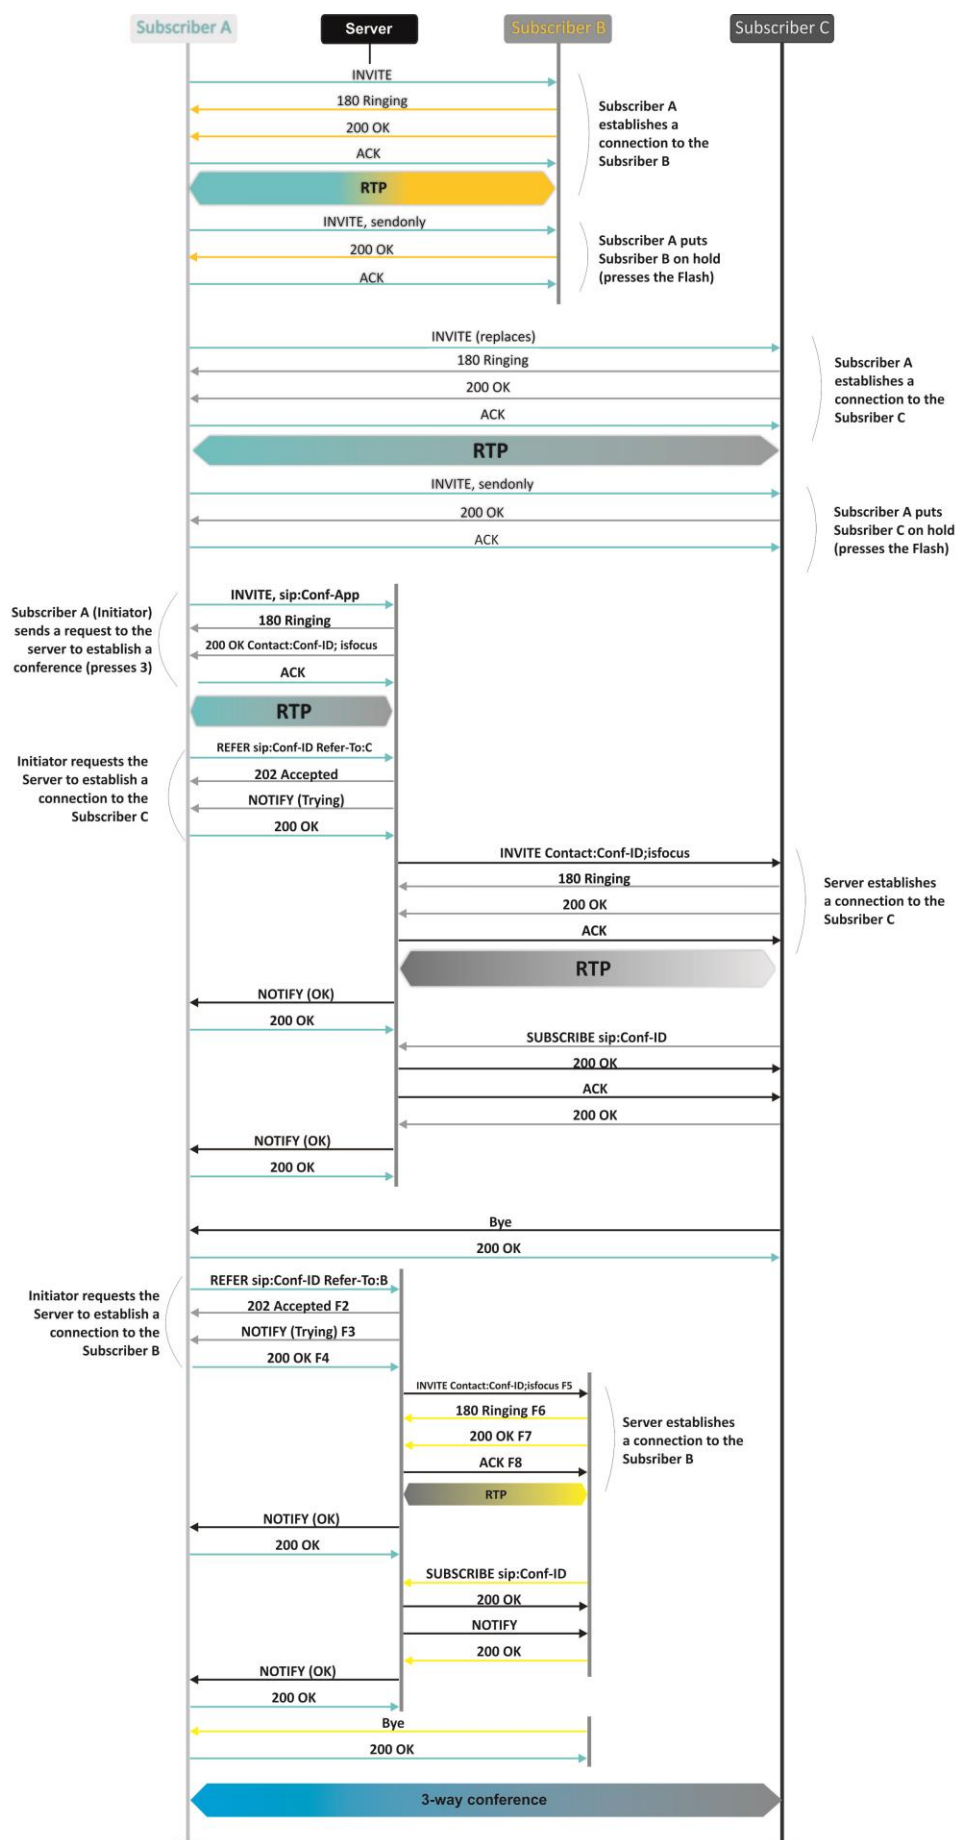 Subscriber A
Server
Subscriber B
Subscriber C
INVITE
180 Ringing
200 OK
ACK
RTP
Subscriber A
establishes a
connection to the
Subsriber B
INVITE, sendonly
200 OK
ACK
Subscriber A puts
Subsriber B on hold
(presses the Flash)
INVITE (replaces)
180 Ringing
200 OK
ACK
RTP
Subscriber A
establishes a
connection to the
Subsriber C
INVITE, sendonly
200 OK
ACK
Subscriber A puts
Subsriber C on hold
(presses the Flash)
Subscriber A (Initiator)
sends a request to the
server to establish a
conference (presses 3)
INVITE, sip:Conf-App
180 Ringing
200 OK Contact:Conf-ID; isfocus
ACK
RTP
Initiator requests the
Server to establish a
connection to the
Subscriber C
REFER sip:Conf-ID Refer-To:C
202 Accepted
NOTIFY (Trying)
200 OK
INVITE Contact:Conf-ID;isfocus
180 Ringing
200 OK
ACK
RTP
Server establishes
a connection to the
Subsriber C
NOTIFY (OK)
200 OK
SUBSCRIBE sip:Conf-ID
200 OK
ACK
200 OK
NOTIFY (OK)
200 OK
Bye
200 OK
Initiator requests the
Server to establish a
connection to the
Subscriber B
REFER sip:Conf-ID Refer-To:B
202 Accepted F2
NOTIFY (Trying) F3
200 OK F4
INVITE Contact:Conf-ID;isfocus F5
180 Ringing F6
200 OK F7
ACK F8
RTP
Server establishes
a connection to the
Subsriber B
NOTIFY (OK)
200 OK
SUBSCRIBE sip:Conf-ID
200 OK
NOTIFY
200 OK
NOTIFY (OK)
200 OK
Bye
200 OK
3-way conference